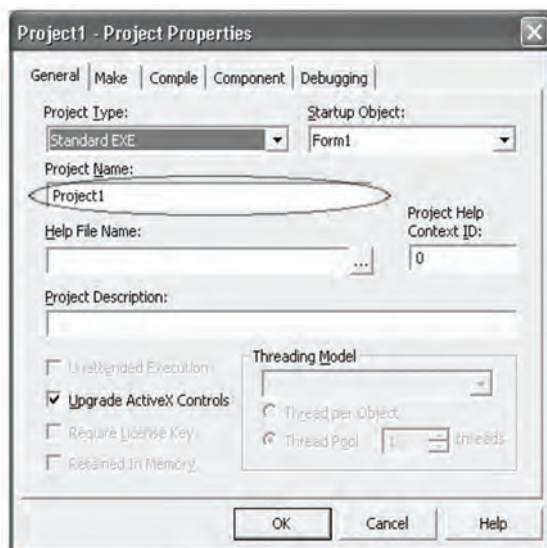 Project1 - Project Properties
General Make Compile Component Debugging
Project Type:
Startup Object:
Standard EXE
Form1
Project Name:
Project1
Project Help
Context ID:
Help File Name:
...
0
Project Description:
Unattended Execution
Upgrade ActiveX Controls
Require License Key
Retained In Memory
Threading Model
Thread per Object
Thread Pool 1 threads
OK Cancel Help